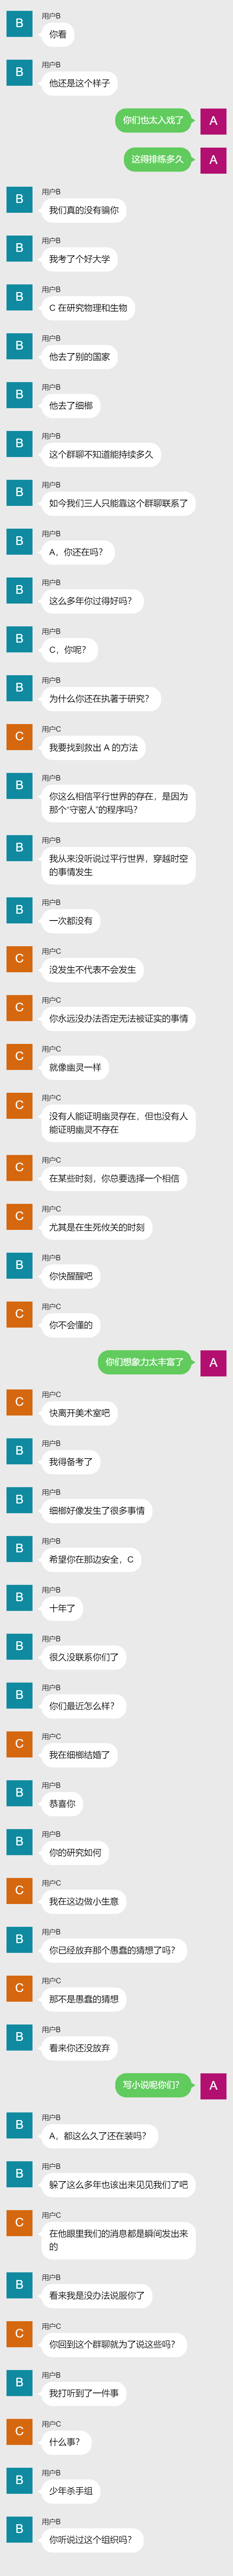 B
用户B
你看
B
用户B
他还是这个样子
你们也太入戏了
A
这得排练多久
A
B
用户B
我们真的没有骗你
B
用户B
我考了个好大学
B
用户B
C 在研究物理和生物
B
用户B
他去了别的国家
B
用户B
他去了细榔
B
用户B
这个群聊不知道能持续多久
B
用户B
如今我们三人只能靠这个群聊联系了
B
用户B
A，你还在吗？
B
用户B
这么多年你过得好吗？
B
用户B
C，你呢？
B
用户B
为什么你还在执著于研究？
C
用户C
我要找到救出 A 的方法
B
用户B
你这么相信平行世界的存在，是因为
那个“守密人”的程序吗？
B
用户B
我从来没听说过平行世界，穿越时空
的事情发生
B
用户B
一次都没有
C
用户C
没发生不代表不会发生
C
用户C
你永远没办法否定无法被证实的事情
C
用户C
就像幽灵一样
C
用户C
没有人能证明幽灵存在，但也没有人
能证明幽灵不存在
C
用户C
在某些时刻，你总要选择一个相信
C
用户C
尤其是在生死攸关的时刻
B
用户B
你快醒醒吧
C
用户C
你不会懂的
你们想象力太丰富了
A
C
用户C
快离开美术室吧
B
用户B
我得备考了
B
用户B
细榔好像发生了很多事情
B
用户B
希望你在那边安全，C
B
用户B
十年了
B
用户B
很久没联系你们了
B
用户B
你们最近怎么样？
C
用户C
我在细榔结婚了
B
用户B
恭喜你
B
用户B
你的研究如何
C
用户C
我在这边做小生意
B
用户B
你已经放弃那个愚蠢的猜想了吗？
C
用户C
那不是愚蠢的猜想
B
用户B
看来你还没放弃
写小说呢你们？
A
B
用户B
A，都这么久了还在装吗？
B
用户B
躲了这么多年也该出来见见我们了吧
C
用户C
在他眼里我们的消息都是瞬间发出来
的
B
用户B
看来我是没办法说服你了
C
用户C
你回到这个群聊就为了说这些吗？
B
用户B
我打听到了一件事
C
用户C
什么事？
B
用户B
少年杀手组
B
用户B
你听说过这个组织吗？